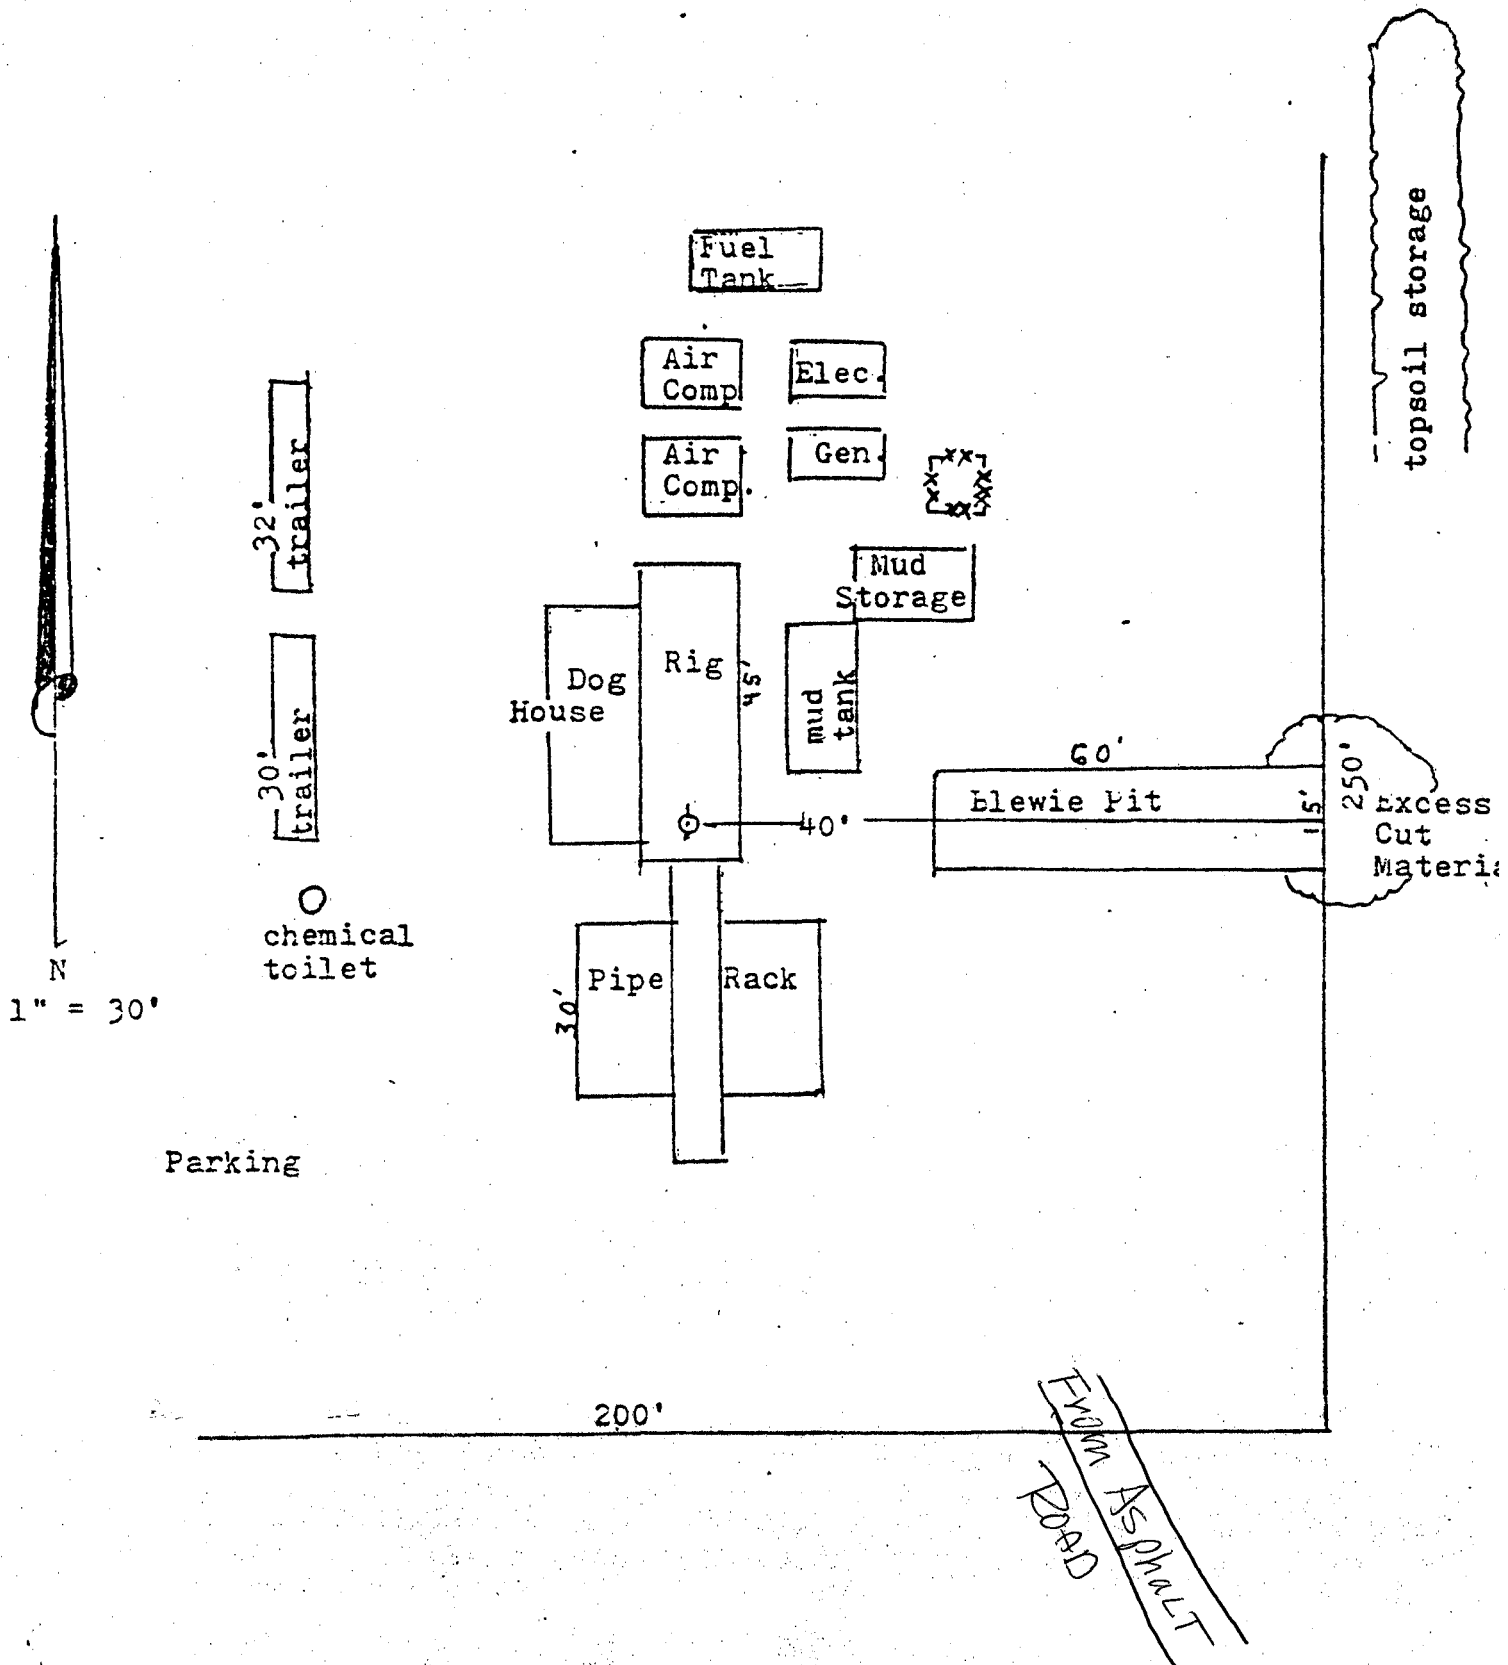 topsoil storage
Fuel
Tank
Air
Comp
Elec.
Air
Comp.
Gen.
32'
trailer
Mud
Storage
Dog
House
Rig
45'
mud
tank
30'
trailer
60'
Blewie Pit
15'
250'
Excess
Cut
Materia
40'
chemical
toilet
N
1" = 30'
Pipe Rack
30'
Parking
200'
From Asphalt
ROAD